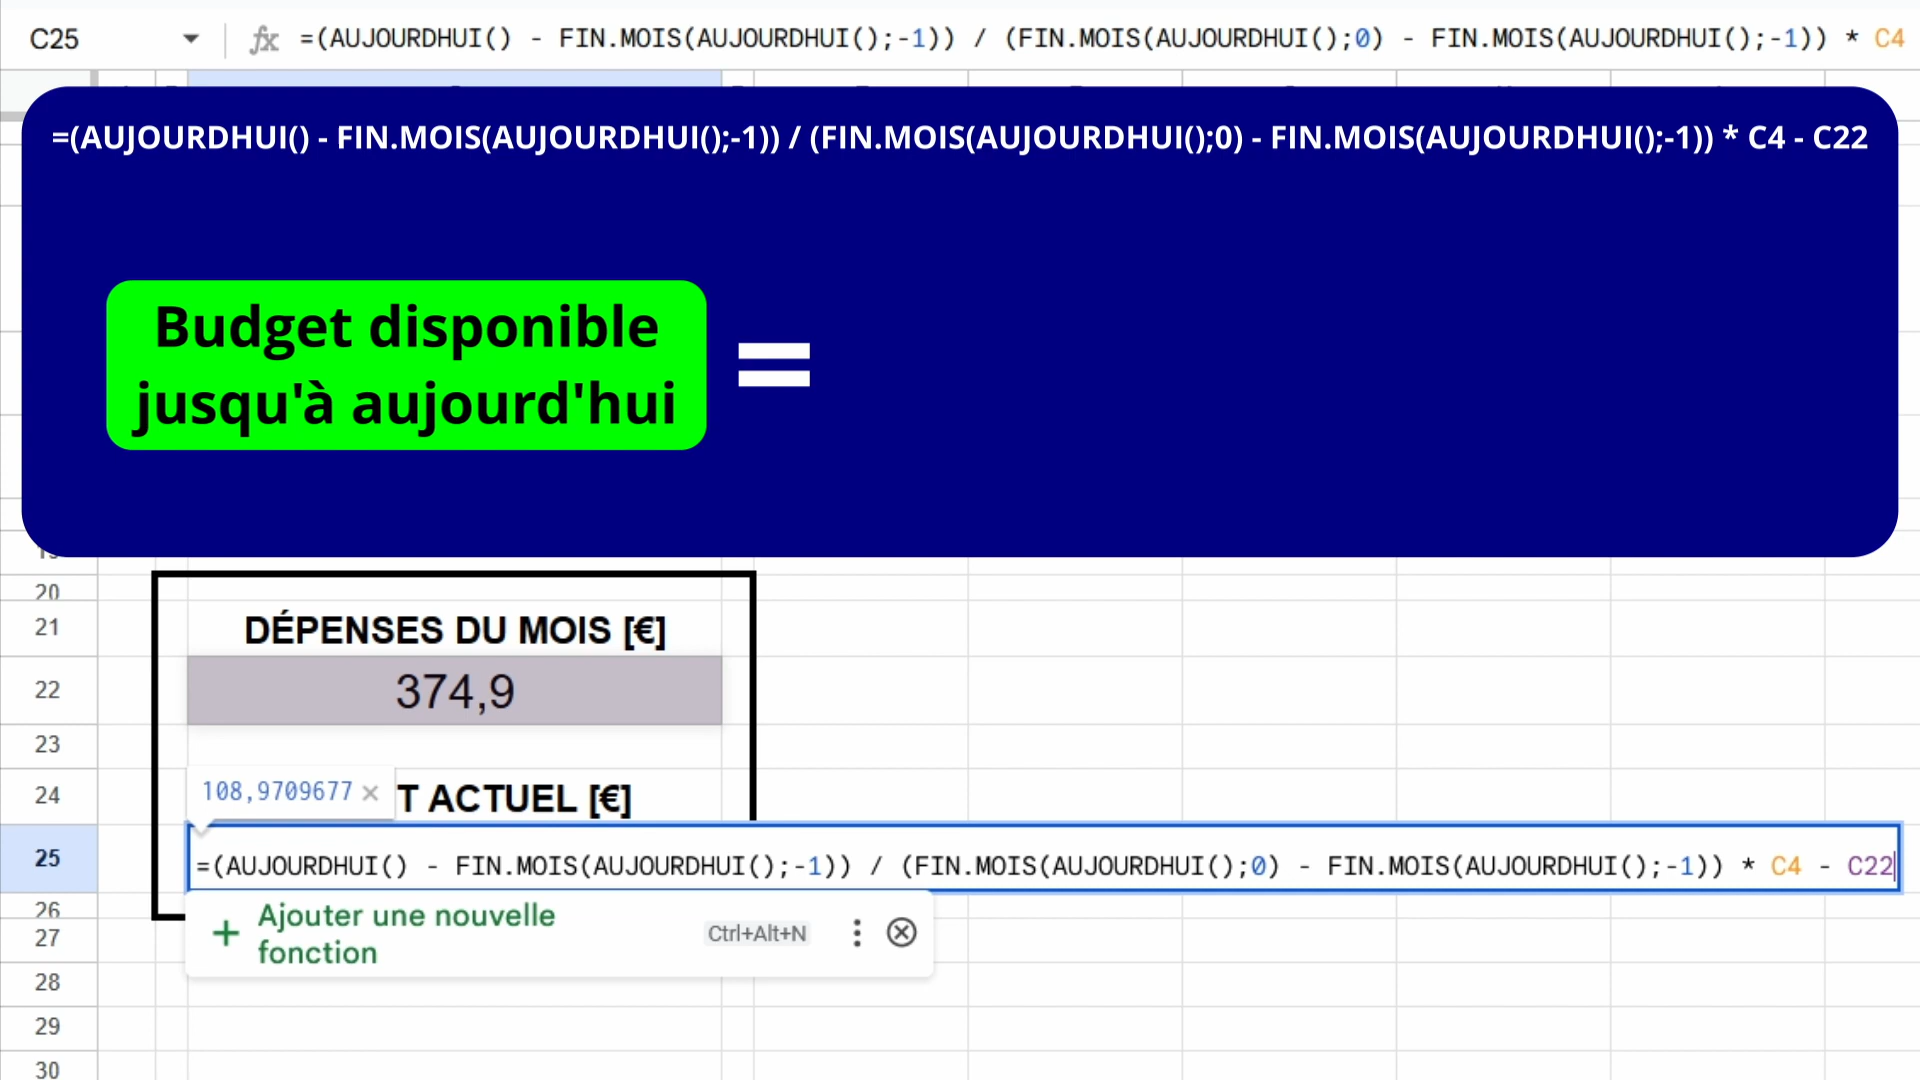 C25
fx =(AUJOURDHUI() - FIN.MOIS(AUJOURDHUI();-1)) / (FIN.MOIS(AUJOURDHUI();0) - FIN.MOIS(AUJOURDHUI();-1)) * C4
=(AUJOURDHUI() - FIN.MOIS(AUJOURDHUI();-1)) / (FIN.MOIS(AUJOURDHUI();0) - FIN.MOIS(AUJOURDHUI();-1)) * C4 - C22
Budget disponible
jusqu'à aujourd'hui
=
20
21
DÉPENSES DU MOIS [€]
22
374,9
23
24
108,9709677 ×
T ACTUEL [€]
25
=(AUJOURDHUI() - FIN.MOIS(AUJOURDHUI();-1)) / (FIN.MOIS(AUJOURDHUI();0) - FIN.MOIS(AUJOURDHUI();-1)) * C4 - C22
26
+ Ajouter une nouvelle
fonction
Ctrl+Alt+N
27
28
29
30